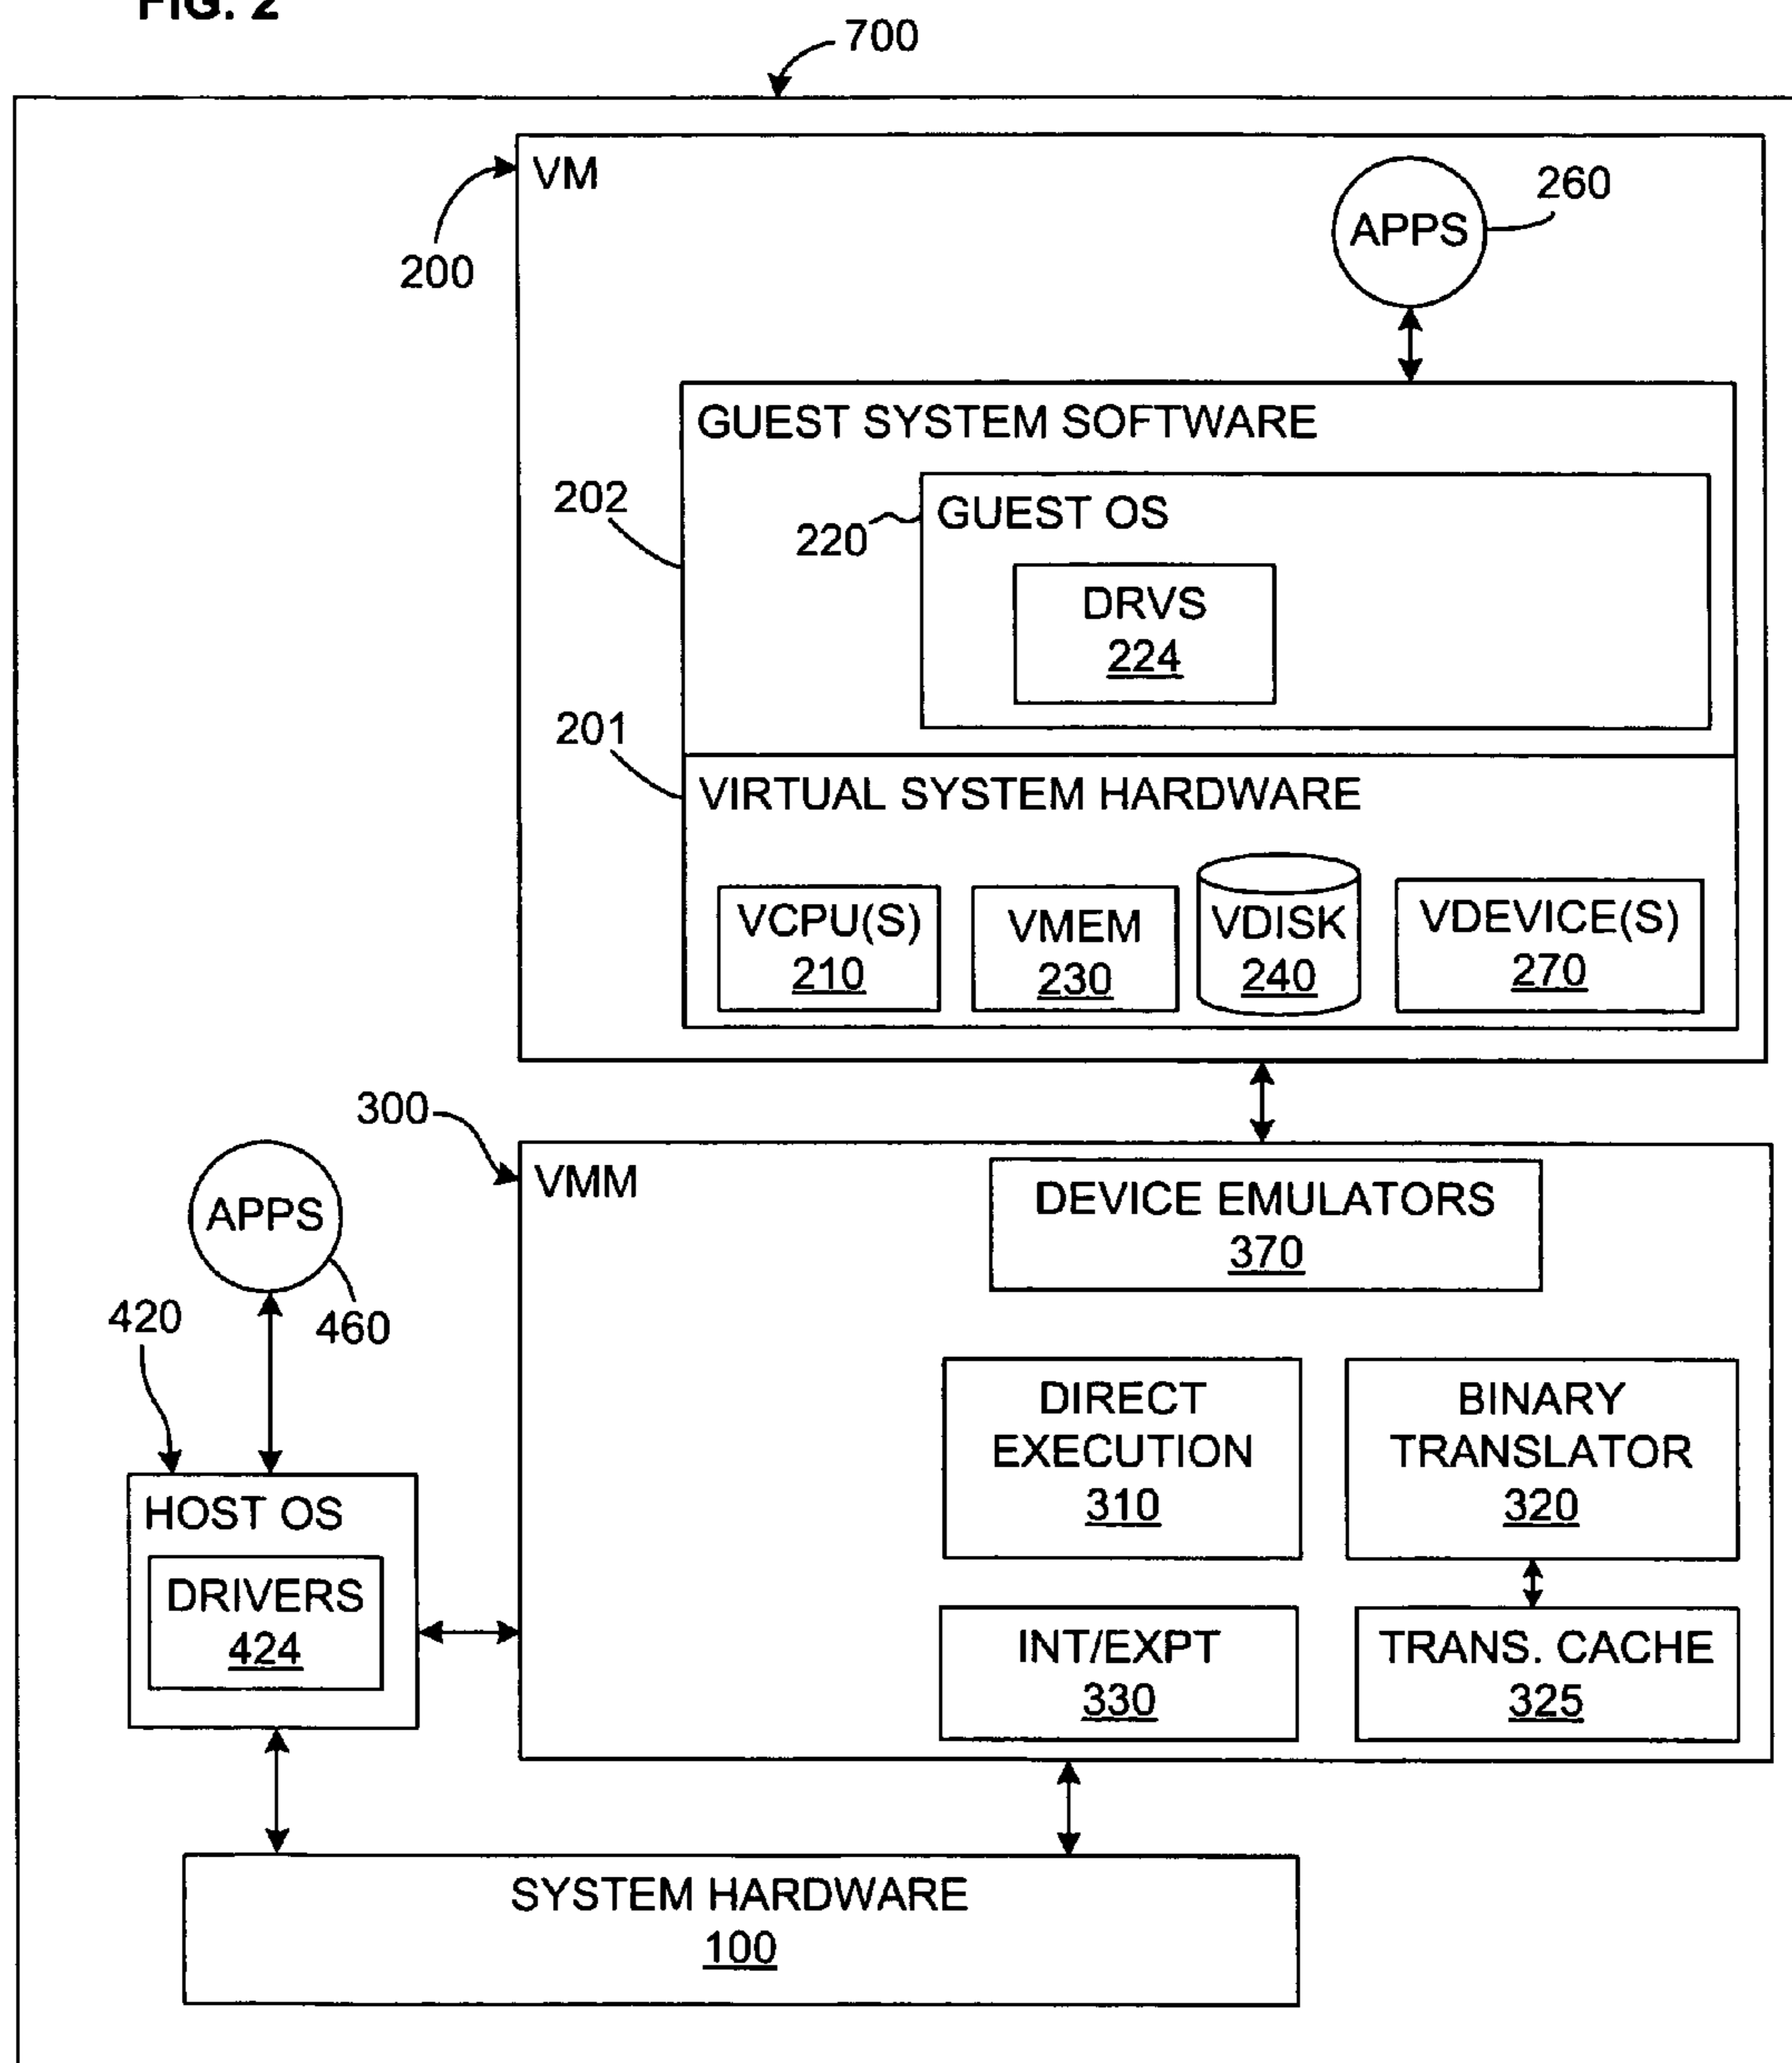 FIG. 2
700
VM
200
260
APPS
GUEST SYSTEM SOFTWARE
202
220
GUEST OS
DRVS
224
201
VIRTUAL SYSTEM HARDWARE
VCPU(S)
210
VMEM
230
VDISK
240
VDEVICE(S)
270
300
VMM
DEVICE EMULATORS
370
APPS
460
420
DIRECT
EXECUTION
310
BINARY
TRANSLATOR
320
HOST OS
DRIVERS
424
INT/EXPT
330
TRANS. CACHE
325
SYSTEM HARDWARE
100